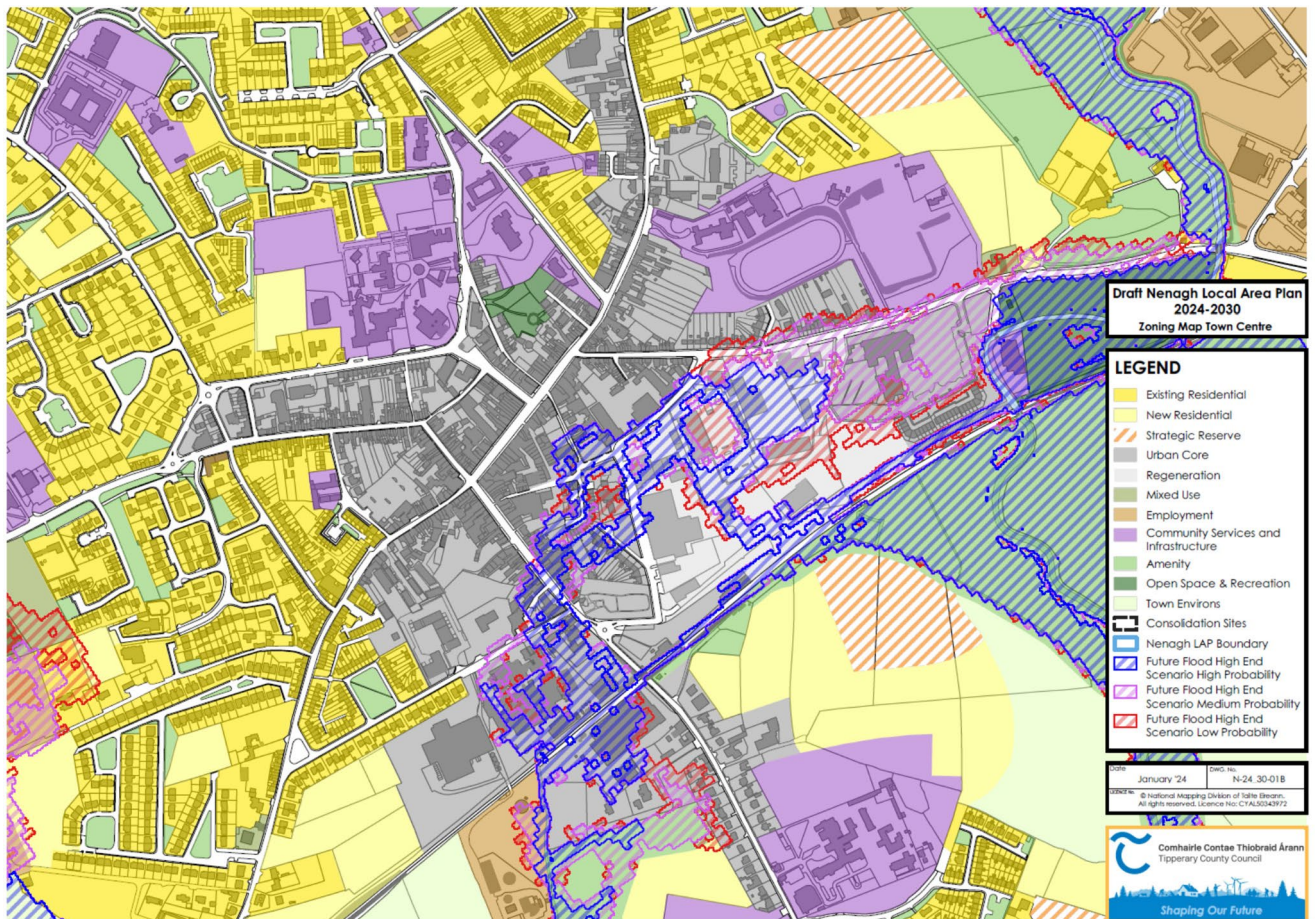 Draft Nenagh Local Area Plan
2024-2030
Zoning Map Town Centre
LEGEND
Existing Residential
New Residential
Strategic Reserve
Urban Core
Regeneration
Mixed Use
Employment
Community Services and
Infrastructure
Amenity
Open Space & Recreation
Town Environs
Consolidation Sites
Nenagh LAP Boundary
Future Flood High End
Scenario High Probability
Future Flood High End
Scenario Medium Probability
Future Flood High End
Scenario Low Probability
Date
January '24
DWG. No.
N-24.30-01B
LICENCE No.
© National Mapping Division of Tailte Éireann.
All rights reserved. Licence No: CYAL50343972
Comhairle Contae Thiobraid Árann
Tipperary County Council
Shaping Our Future